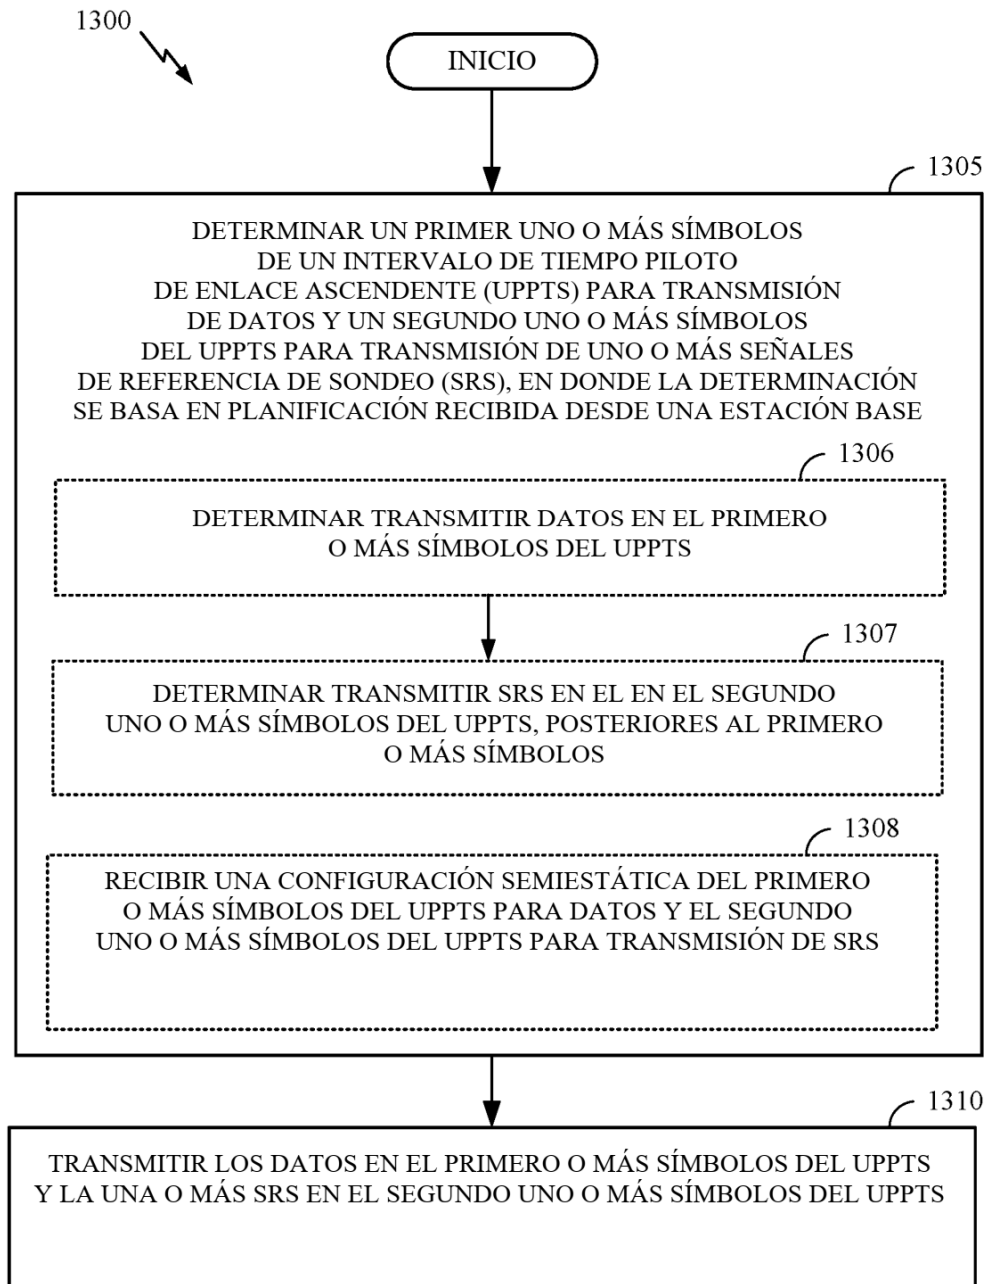 1300
INICIO
1305
DETERMINAR UN PRIMER UNO O MÁS SÍMBOLOS
DE UN INTERVALO DE TIEMPO PILOTO
DE ENLACE ASCENDENTE (UPPTS) PARA TRANSMISIÓN
DE DATOS Y UN SEGUNDO UNO O MÁS SÍMBOLOS
DEL UPPTS PARA TRANSMISIÓN DE UNO O MÁS SEÑALES
DE REFERENCIA DE SONDEO (SRS), EN DONDE LA DETERMINACIÓN
SE BASA EN PLANIFICACIÓN RECIBIDA DESDE UNA ESTACIÓN BASE
1306
DETERMINAR TRANSMITIR DATOS EN EL PRIMERO
O MÁS SÍMBOLOS DEL UPPTS
1307
DETERMINAR TRANSMITIR SRS EN EL EN EL SEGUNDO
UNO O MÁS SÍMBOLOS DEL UPPTS, POSTERIORES AL PRIMERO
O MÁS SÍMBOLOS
1308
RECIBIR UNA CONFIGURACIÓN SEMIESTÁTICA DEL PRIMERO
O MÁS SÍMBOLOS DEL UPPTS PARA DATOS Y EL SEGUNDO
UNO O MÁS SÍMBOLOS DEL UPPTS PARA TRANSMISIÓN DE SRS
1310
TRANSMITIR LOS DATOS EN EL PRIMERO O MÁS SÍMBOLOS DEL UPPTS
Y LA UNA O MÁS SRS EN EL SEGUNDO UNO O MÁS SÍMBOLOS DEL UPPTS